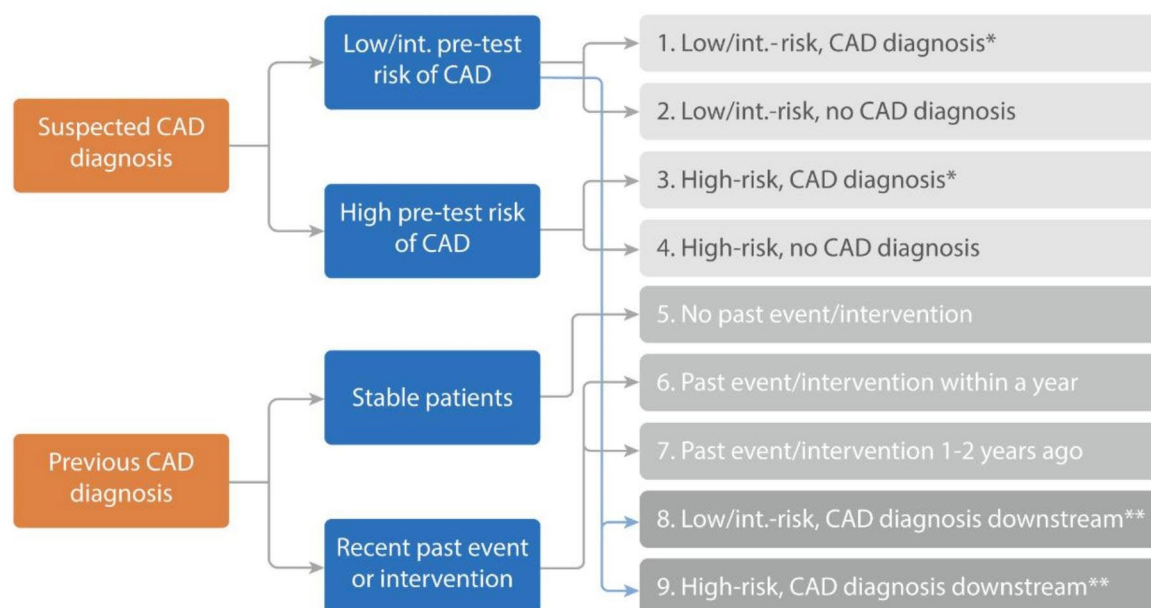 Suspected CAD
diagnosis
Low/int. pre-test
risk of CAD
High pre-test risk
of CAD
1. Low/int.-risk, CAD diagnosis*
2. Low/int.-risk, no CAD diagnosis
3. High-risk, CAD diagnosis*
4. High-risk, no CAD diagnosis
Previous CAD
diagnosis
Stable patients
Recent past event
or intervention
5. No past event/intervention
6. Past event/intervention within a year
7. Past event/intervention 1-2 years ago
8. Low/int.-risk, CAD diagnosis downstream**
9. High-risk, CAD diagnosis downstream**